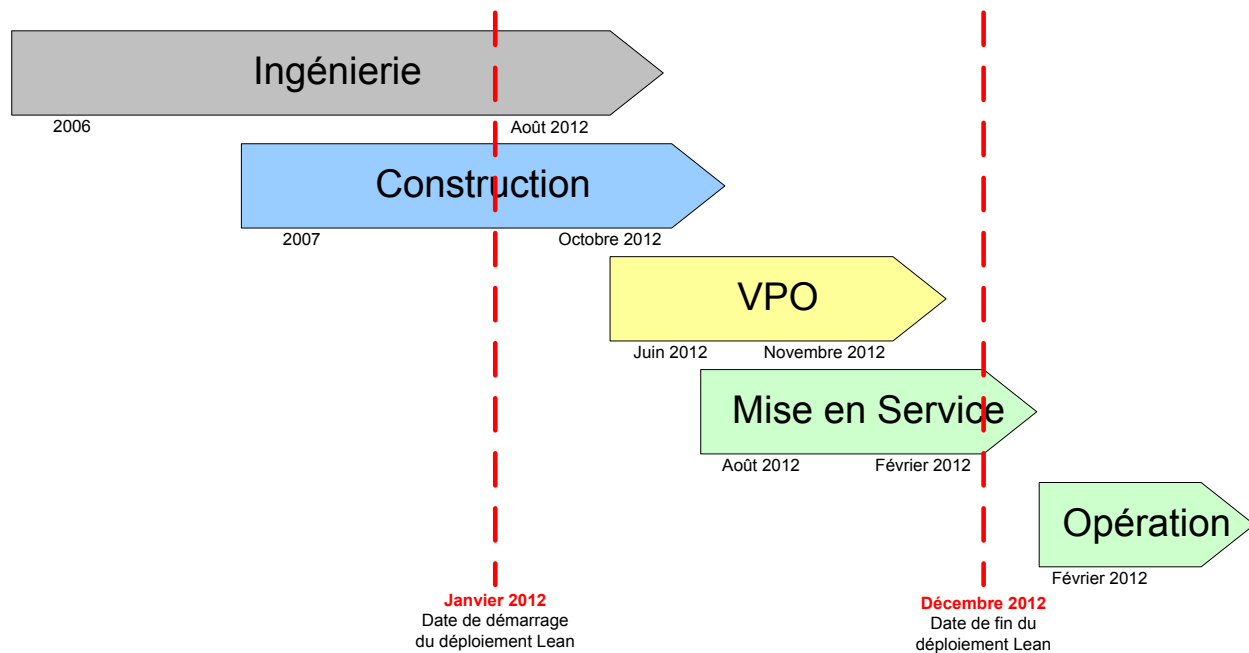 Ingénierie
2006
Août 2012
Construction
2007
Octobre 2012
VPO
Juin 2012
Novembre 2012
Mise en Service
Août 2012
Février 2012
Opération
Février 2012
Janvier 2012
Date de démarrage
du déploiement Lean
Décembre 2012
Date de fin du
déploiement Lean